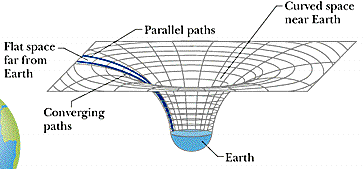 Parallel paths
Curved space
near Earth
Flat space
far from
Earth
Converging
paths
Earth